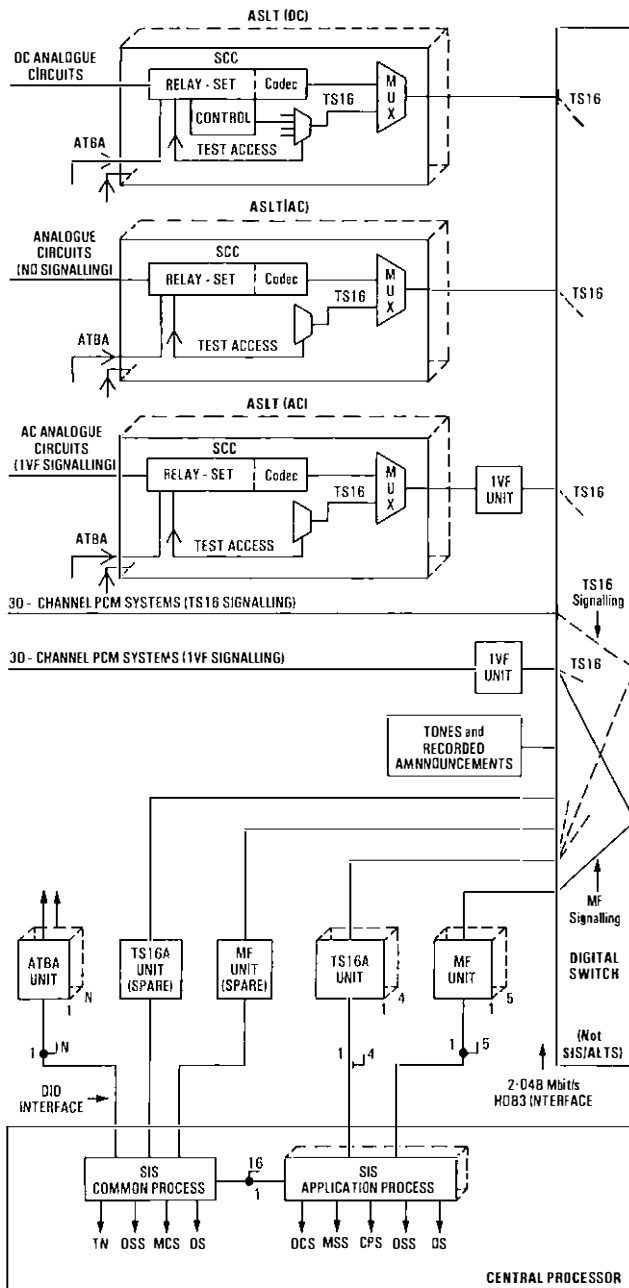 ASLT (DC)
SCC
DC ANALOGUE
CIRCUITS
RELAY - SET
Codec
MUX
TS16
CONTROL
TEST ACCESS
ATBA
TS16
ASLT(AC)
SCC
ANALOGUE
CIRCUITS
(NO SIGNALLING)
RELAY - SET
Codec
MUX
TS16
TEST ACCESS
ATBA
TS16
ASLT (AC)
SCC
AC ANALOGUE
CIRCUITS
(1VF SIGNALLING)
RELAY - SET
Codec
MUX
TS16
TEST ACCESS
ATBA
1VF
UNIT
TS16
30 - CHANNEL PCM SYSTEMS (TS16 SIGNALLING)
TS16
Signalling
30 - CHANNEL PCM SYSTEMS (1VF SIGNALLING)
1VF
UNIT
TS16
TONES and
RECORDED
AMNNOUNCEMENTS
MF
Signalling
ATBA
UNIT
1 N
TS16A
UNIT
(SPARE)
MF
UNIT
(SPARE)
TS16A
UNIT
1 4
MF
UNIT
1 5
DIGITAL
SWITCH
1 N
1 4
1 5
(Not
SIS/ALTS)
DIO
INTERFACE
2·048 Mbit/s
HDB3 INTERFACE
SIS
COMMON PROCESS
16
1
SIS
APPLICATION PROCESS
TN OSS MCS OS
OCS MSS CPS OSS OS
CENTRAL PROCESSOR